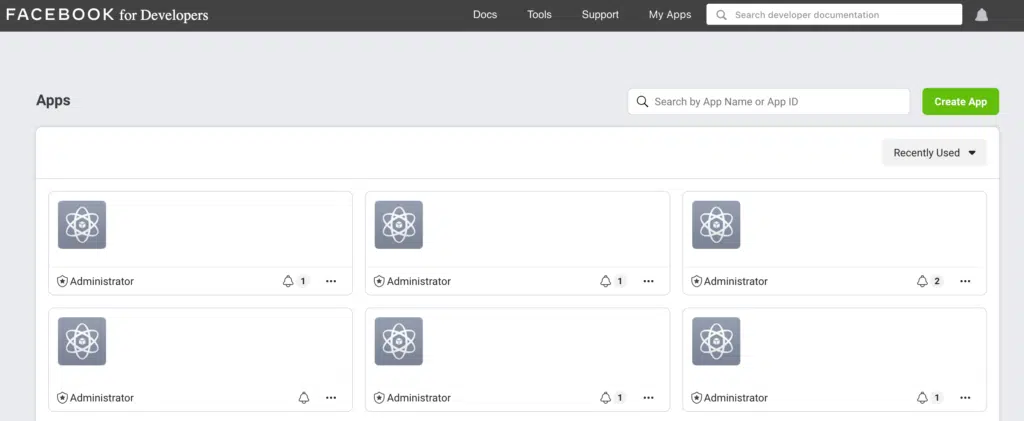 FACEBOOK for Developers Docs Tools Support My Apps Search developer documentation
Apps Search by App Name or App ID Create App
Recently Used
Administrator 1 Administrator 1 Administrator 2
Administrator Administrator 1 Administrator 1